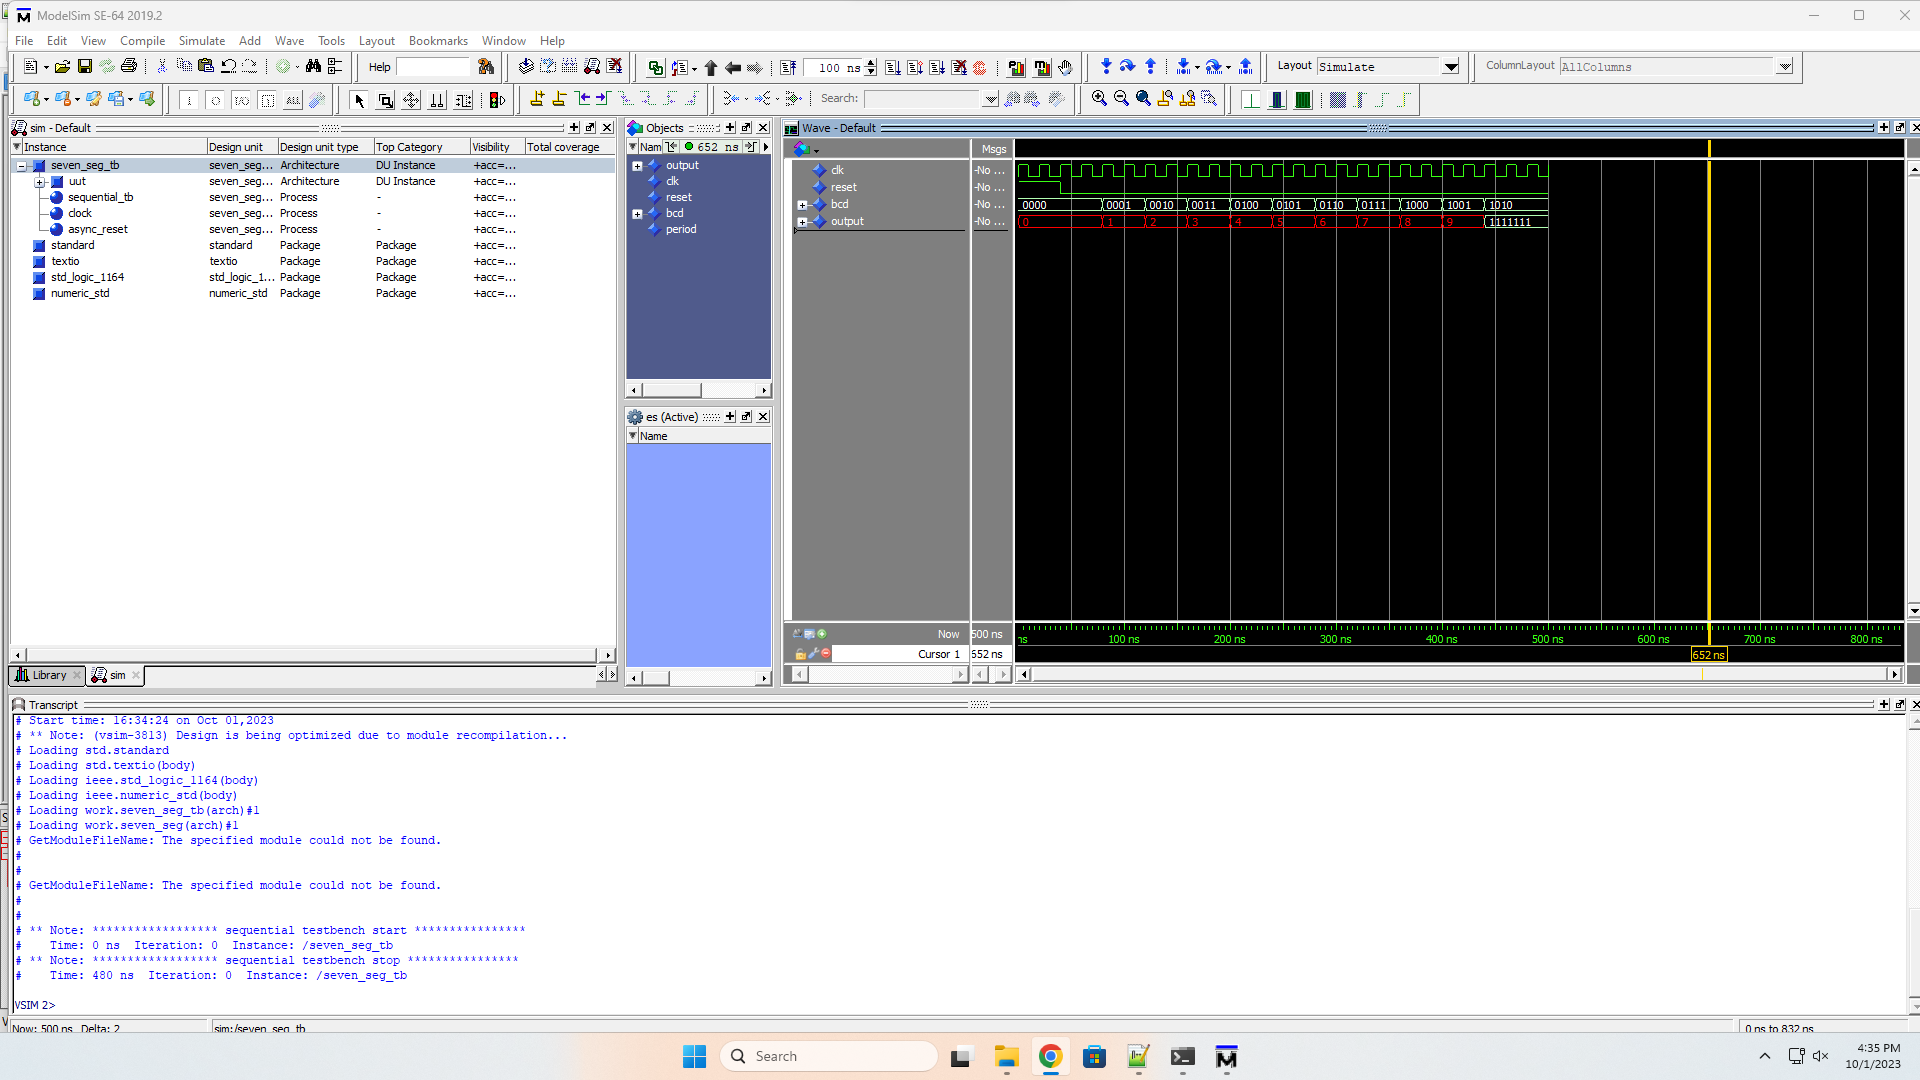 ModelSim SE-64 2019.2
File Edit View Compile Simulate Add Wave Tools Layout Bookmarks Window Help
Help 100 ns Layout Simulate ColumnLayout AllColumns
ALL Search:
sim - Default
Instance Design unit Design unit type Top Category Visibility Total coverage
seven_seg_tb seven_seg... Architecture DU Instance +acc=...
uut seven_seg... Architecture DU Instance +acc=...
sequential_tb seven_seg... Process - +acc=...
clock seven_seg... Process - +acc=...
async_reset seven_seg... Process - +acc=...
standard standard Package Package +acc=...
textio textio Package Package +acc=...
std_logic_1164 std_logic_1... Package Package +acc=...
numeric_std numeric_std Package Package +acc=...
Library sim
Objects
Nam 652 ns
output
clk
reset
bcd
period
es (Active)
Name
Wave - Default
Msgs
clk -No ...
reset -No ...
bcd -No ... 0000 0001 0010 0011 0100 0101 0110 0111 1000 1001 1010
output -No ... 0 1 2 3 4 5 6 7 8 9 1111111
Now 500 ns ns 100 ns 200 ns 300 ns 400 ns 500 ns 600 ns 700 ns 800 ns
Cursor 1 652 ns 652 ns
Transcript
# Start time: 16:34:24 on Oct 01,2023
# ** Note: (vsim-3813) Design is being optimized due to module recompilation...
# Loading std.standard
# Loading std.textio(body)
# Loading ieee.std_logic_1164(body)
# Loading ieee.numeric_std(body)
# Loading work.seven_seg_tb(arch)#1
# Loading work.seven_seg(arch)#1
# GetModuleFileName: The specified module could not be found.
#
#
# GetModuleFileName: The specified module could not be found.
#
#
# ** Note: ****************** sequential testbench start ****************
# Time: 0 ns Iteration: 0 Instance: /seven_seg_tb
# ** Note: ****************** sequential testbench stop ****************
# Time: 480 ns Iteration: 0 Instance: /seven_seg_tb
VSIM 2>
Now: 500 ns Delta: 2 sim:/seven_seg_tb 0 ns to 832 ns
Search
4:35 PM
10/1/2023